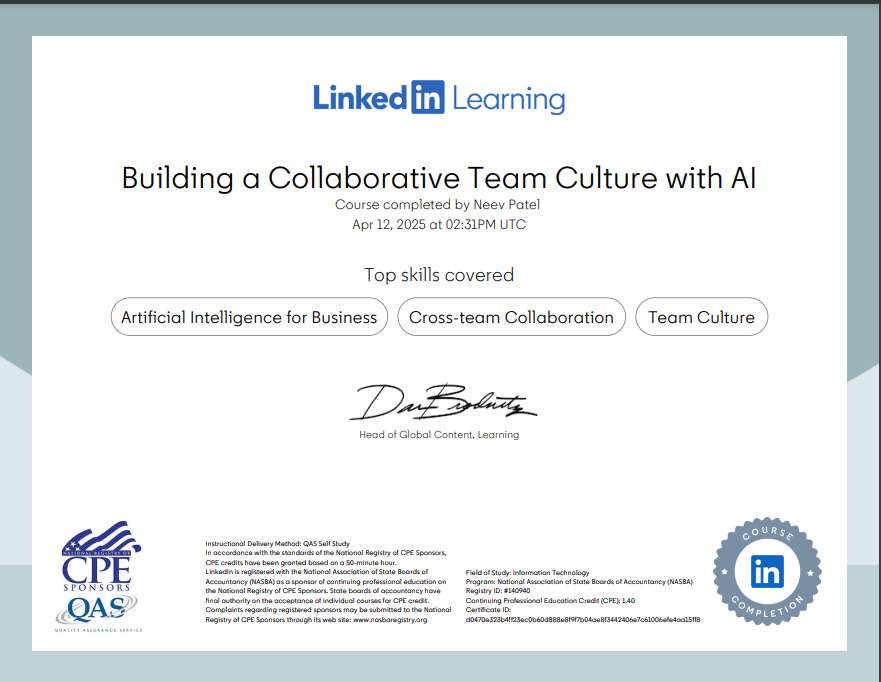 Linked in Learning
Building a Collaborative Team Culture with AI
Course completed by Neev Patel
Apr 12, 2025 at 02:31PM UTC
Top skills covered
Artificial Intelligence for Business
Cross-team Collaboration
Team Culture
Head of Global Content, Learning
NATIONAL REGISTRY OF
CPE
SPONSORS
QAS
QUALITY ASSURANCE SERVICE
Instructional Delivery Method: QAS Self Study
In accordance with the standards of the National Registry of CPE Sponsors,
CPE credits have been granted based on a 50-minute hour.
LinkedIn is registered with the National Association of State Boards of
Accountancy (NASBA) as a sponsor of continuing professional education on
the National Registry of CPE Sponsors. State boards of accountancy have
final authority on the acceptance of individual courses for CPE credit.
Complaints regarding registered sponsors may be submitted to the National
Registry of CPE Sponsors through its web site: www.nasbaregistry.org
Field of Study: Information Technology
Program: National Association of State Boards of Accountancy (NASBA)
Registry ID: #140940
Continuing Professional Education Credit (CPE): 1.40
Certificate ID:
COURSE
in
COMPLETION